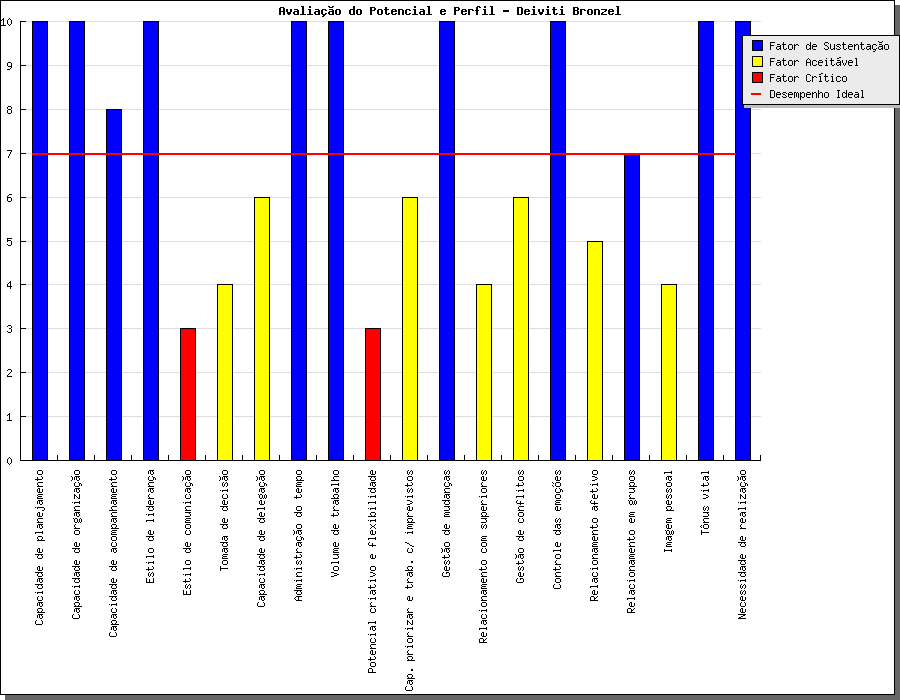 Avaliação do Potencial e Perfil - Deiviti Bronzel
Fator de Sustentação
Fator Aceitável
Fator Crítico
Desempenho Ideal
10
9
8
7
6
5
4
3
2
1
0
Capacidade de planejamento
Capacidade de organização
Capacidade de acompanhamento
Estilo de liderança
Estilo de comunicação
Tomada de decisão
Capacidade de delegação
Administração do tempo
Volume de trabalho
Potencial criativo e flexibilidade
Cap. priorizar e trab. c/ imprevistos
Gestão de mudanças
Relacionamento com superiores
Gestão de conflitos
Controle das emoções
Relacionamento afetivo
Relacionamento em grupos
Imagem pessoal
Tônus vital
Necessidade de realização